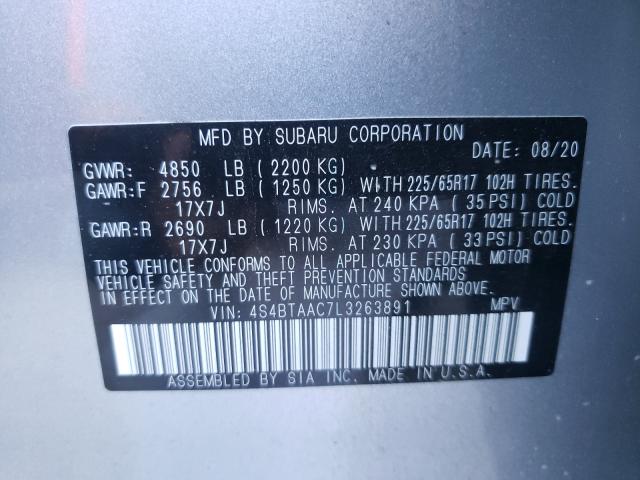 MFD BY SUBARU CORPORATION
DATE: 08/20
GVWR: 4850 LB (2200 KG)
GAWR:F 2756 LB (1250 KG) WITH 225/65R17 102H TIRES.
17X7J RIMS. AT 240 KPA (35 PSI) COLD
GAWR:R 2690 LB (1220 KG) WITH 225/65R17 102H TIRES.
17X7J RIMS. AT 230 KPA (33 PSI) COLD
THIS VEHICLE CONFORMS TO ALL APPLICABLE FEDERAL MOTOR
VEHICLE SAFETY AND THEFT PREVENTION STANDARDS
IN EFFECT ON THE DATE OF MANUFACTURE SHOWN ABOVE.
VIN: 4S4BTAAC7L3263891 MPV
ASSEMBLED BY SIA INC. MADE IN U.S.A.